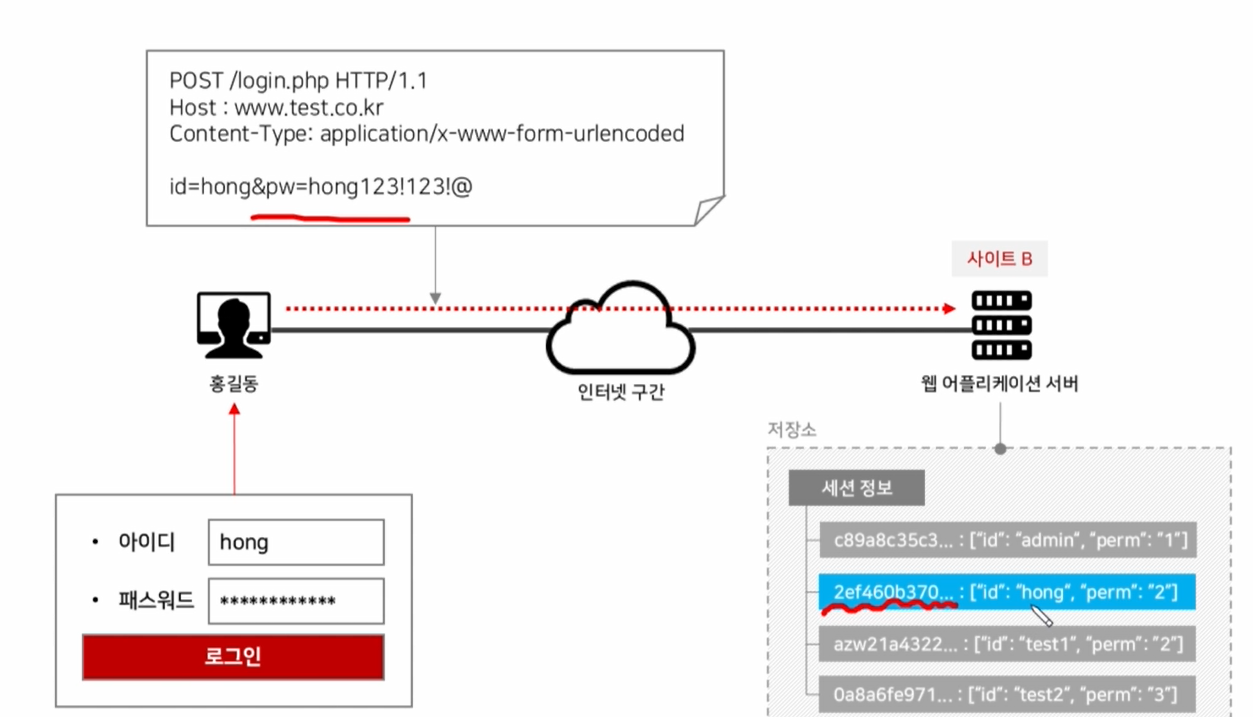 POST /login.php HTTP/1.1
Host : www.test.co.kr
Content-Type: application/x-www-form-urlencoded
id=hong&pw=hong123!123!@
사이트 B
홍길동
인터넷 구간
웹 어플리케이션 서버
저장소
세션 정보
c89a8c35c3... : ["id": "admin", "perm": "1"]
2ef460b370... : ["id": "hong", "perm": "2"]
azw21a4322... : ["id": "test1", "perm": "2"]
0a8a6fe971... : ["id": "test2", "perm": "3"]
• 아이디 hong
• 패스워드 ************
로그인